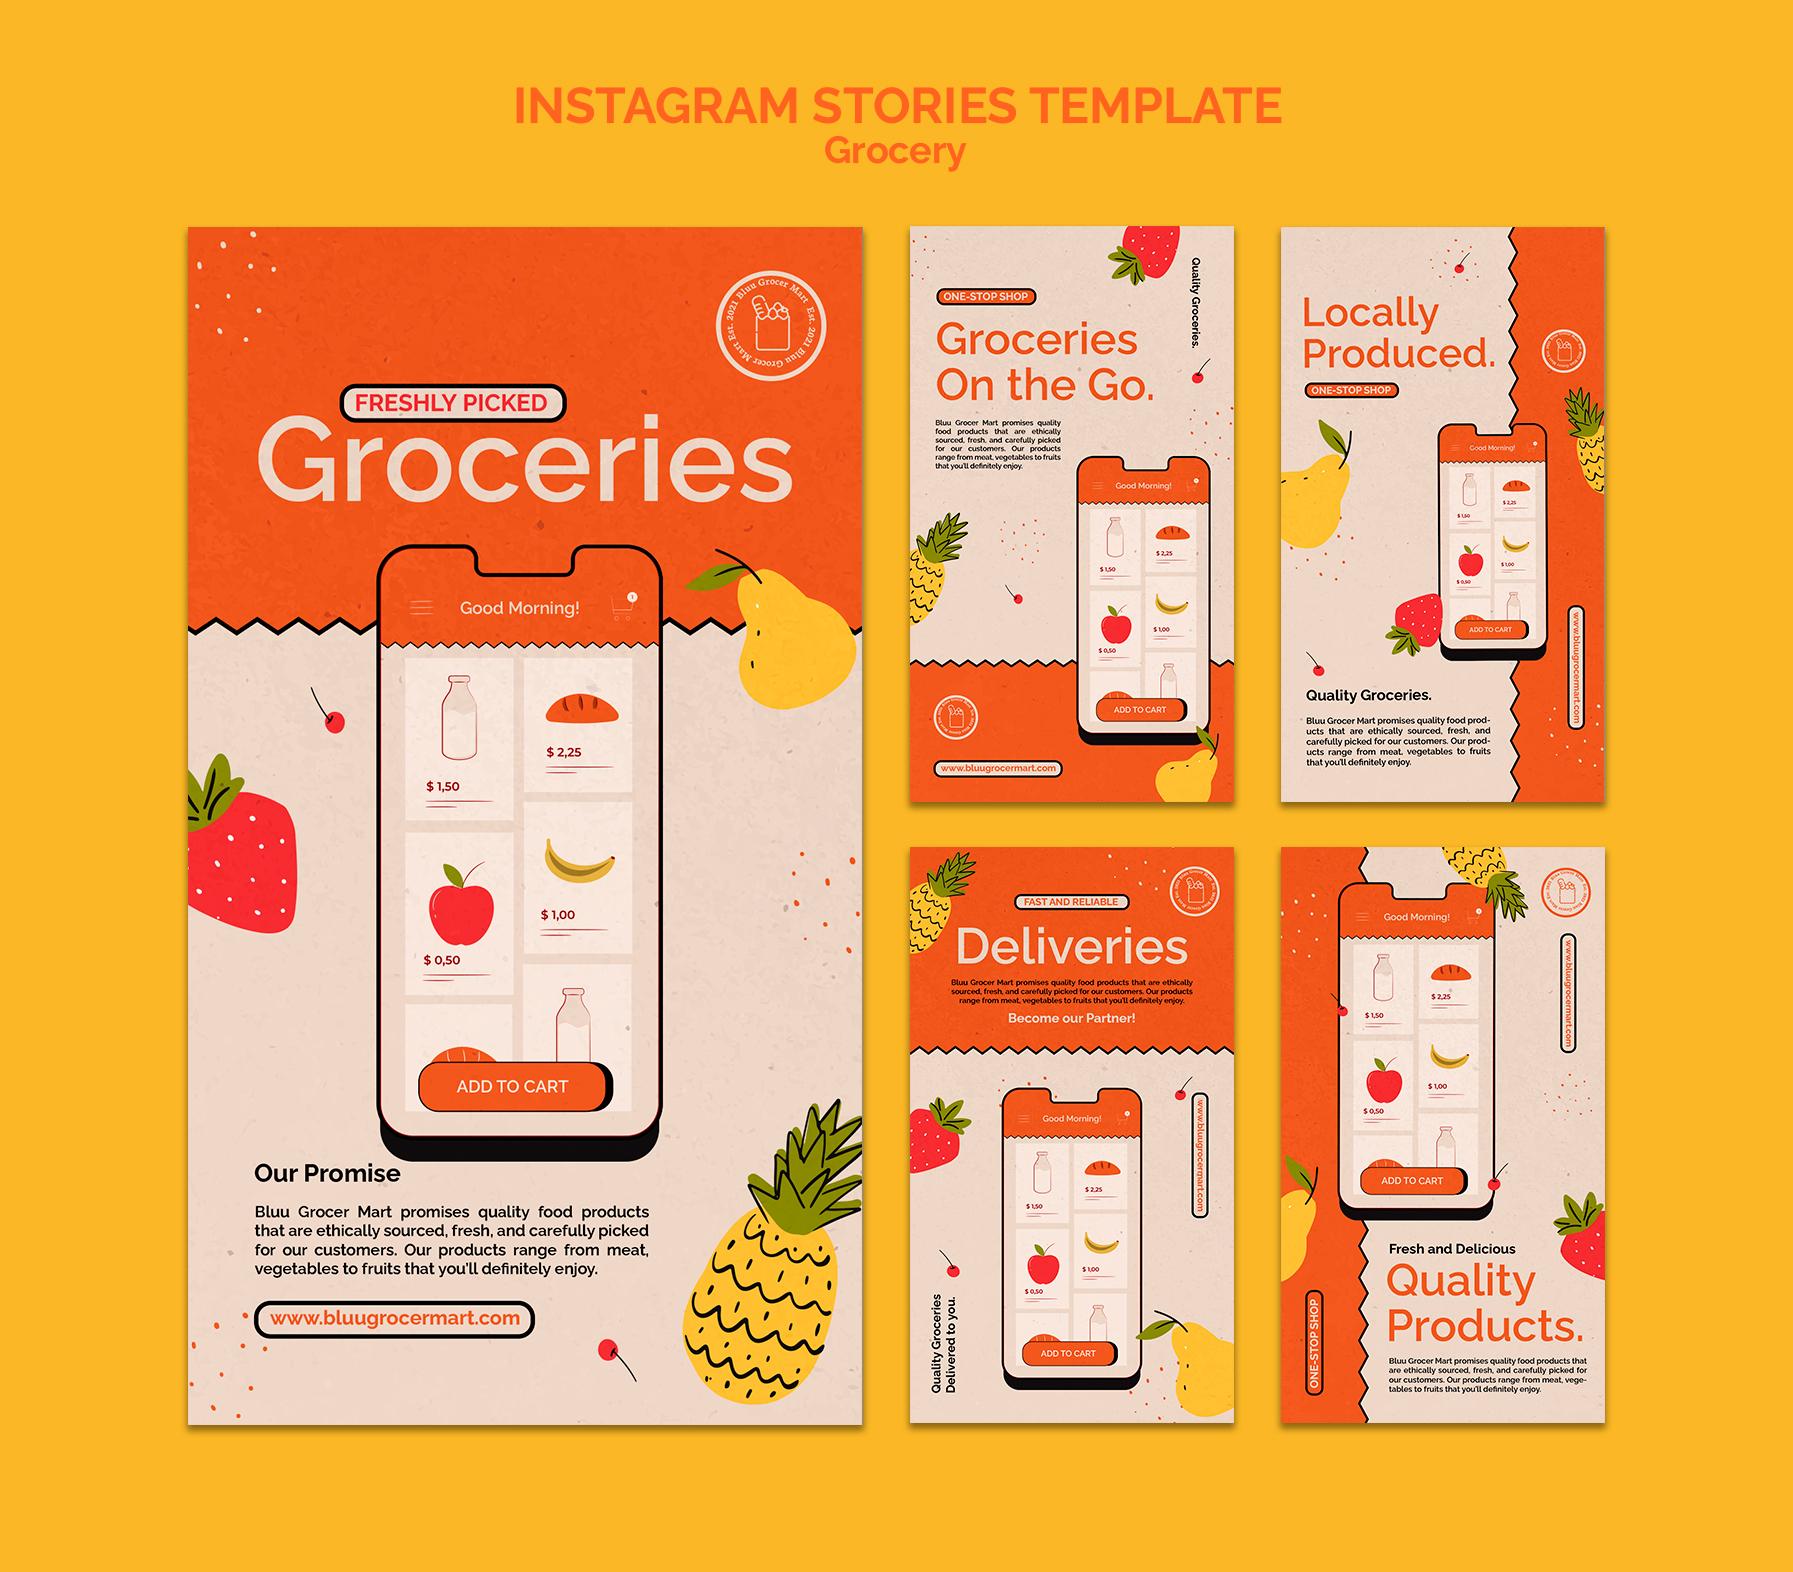 INSTAGRAM STORIES TEMPLATE
Grocery
Est. 2021 Bluu Grocer Mart Est. 2021 Bluu Grocer Mart
FRESHLY PICKED
Groceries
Good Morning!
1
$ 1,50
$ 2,25
$ 0,50
$ 1,00
ADD TO CART
Our Promise
Bluu Grocer Mart promises quality food products
that are ethically sourced, fresh, and carefully picked
for our customers. Our products range from meat,
vegetables to fruits that you'll definitely enjoy.
www.bluugrocermart.com
Quality Groceries.
ONE-STOP SHOP
Groceries
On the Go.
Bluu Grocer Mart promises quality
food products that are ethically
sourced, fresh, and carefully picked
for our customers. Our products
range from meat, vegetables to fruits
that you'll definitely enjoy.
Good Morning!
$ 1,50
$ 2,25
$ 0,50
$ 1,00
ADD TO CART
www.bluugrocermart.com
Locally
Produced.
ONE-STOP SHOP
Good Morning!
$ 1,50
$ 2,25
$ 0,50
$ 1,00
ADD TO CART
www.bluugrocermart.com
Quality Groceries.
Bluu Grocer Mart promises quality food prod-
ucts that are ethically sourced, fresh, and
carefully picked for our customers. Our prod-
ucts range from meat, vegetables to fruits
that you'll definitely enjoy.
FAST AND RELIABLE
Deliveries
Bluu Grocer Mart promises quality food products that are ethically
sourced, fresh, and carefully picked for our customers. Our products
range from meat, vegetables to fruits that you'll definitely enjoy.
Become our Partner!
Good Morning!
$ 1,50
$ 2,25
$ 0,50
$ 1,00
ADD TO CART
www.bluugrocermart.com
Quality Groceries
Delivered to you.
Good Morning!
$ 1,50
$ 2,25
$ 0,50
$ 1,00
ADD TO CART
www.bluugrocermart.com
ONE-STOP SHOP
Fresh and Delicious
Quality
Products.
Bluu Grocer Mart promises quality food products that
are ethically sourced, fresh, and carefully picked for
our customers. Our products range from meat, vege-
tables to fruits that you'll definitely enjoy.